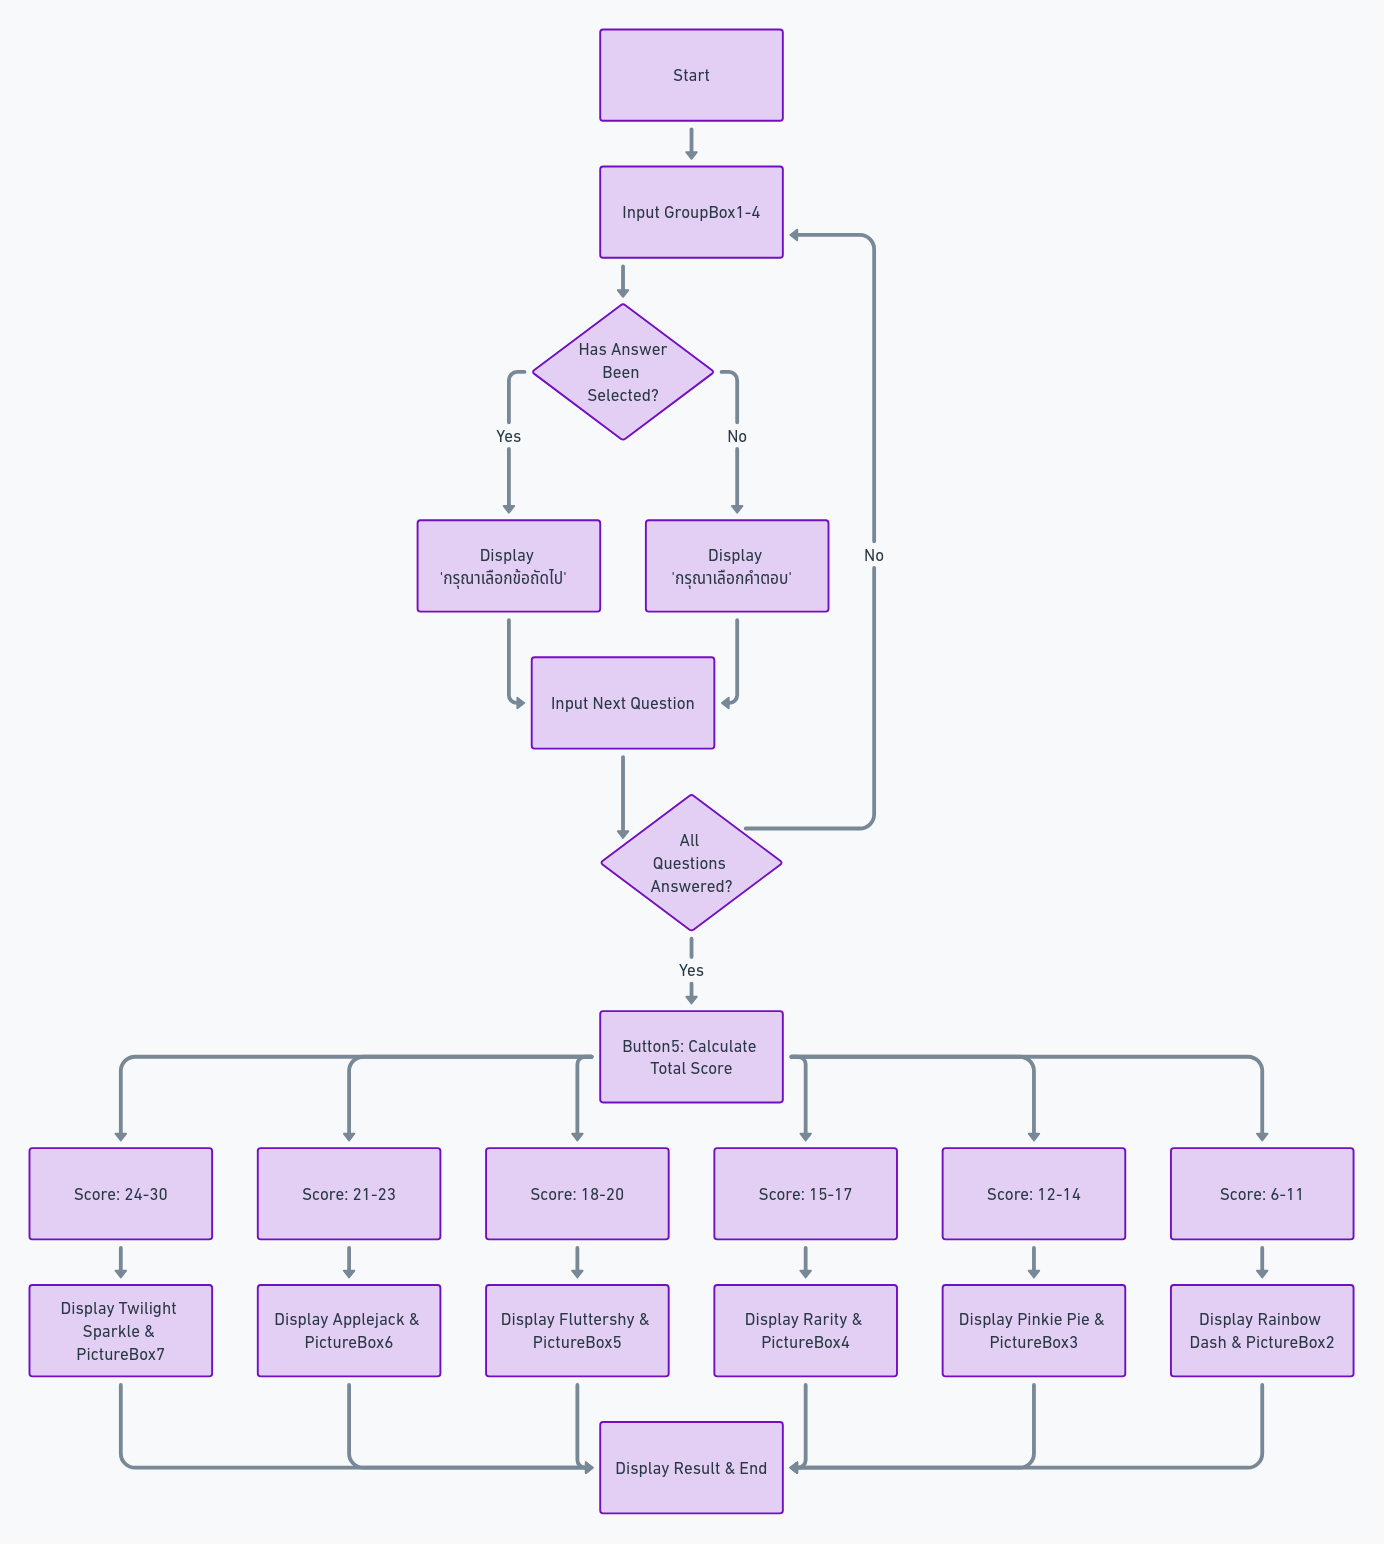 Start
Input GroupBox1-4
Has Answer
Been
Selected?
Yes
No
Display
'กรุณาเลือกข้อถัดไป'
Display
'กรุณาเลือกคำตอบ'
No
Input Next Question
All
Questions
Answered?
Yes
Button5: Calculate
Total Score
Score: 24-30
Score: 21-23
Score: 18-20
Score: 15-17
Score: 12-14
Score: 6-11
Display Twilight
Sparkle &
PictureBox7
Display Applejack &
PictureBox6
Display Fluttershy &
PictureBox5
Display Rarity &
PictureBox4
Display Pinkie Pie &
PictureBox3
Display Rainbow
Dash & PictureBox2
Display Result & End